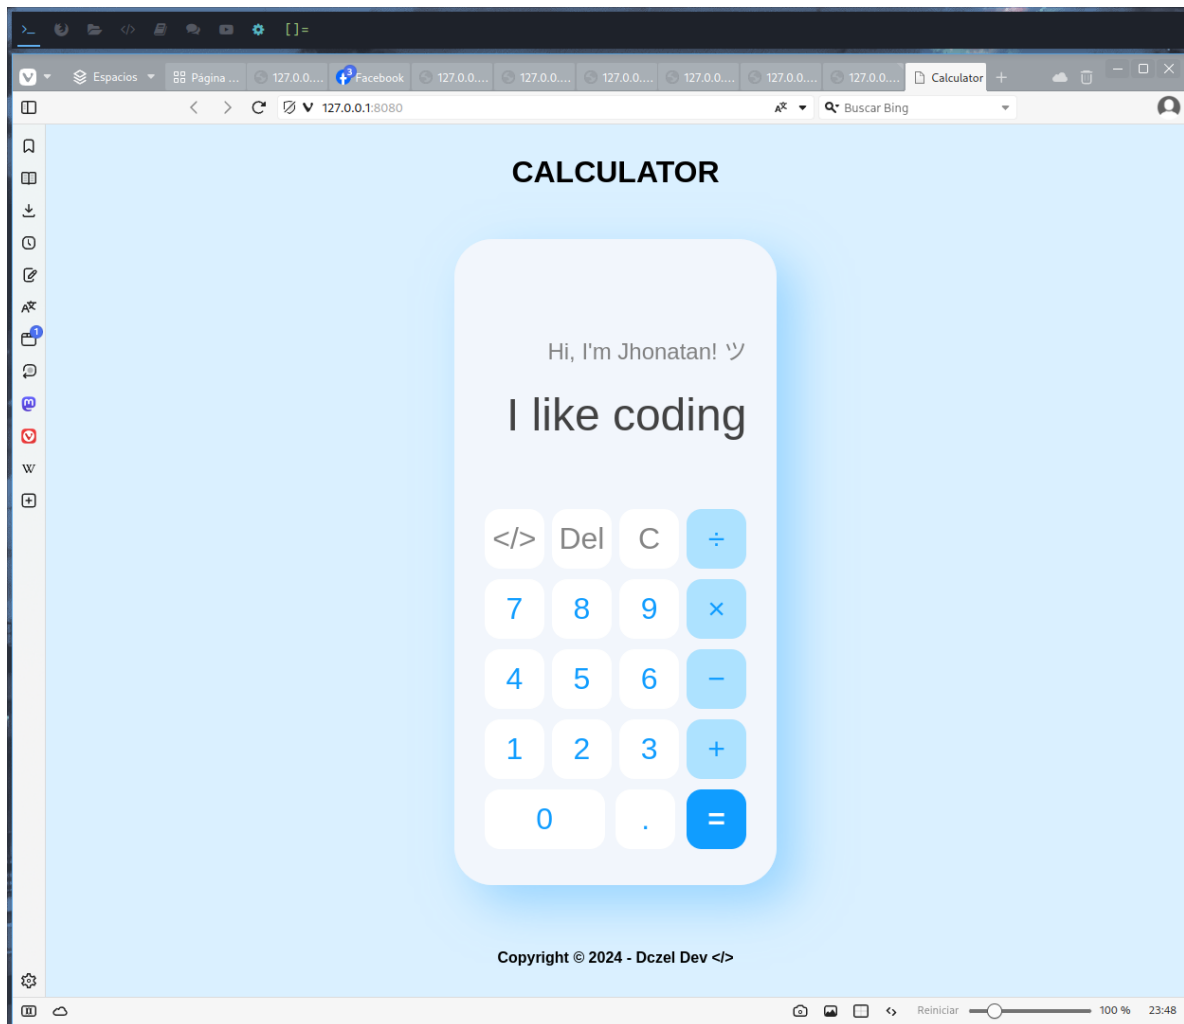 []=
Espacios
Página ...
127.0.0....
3
Facebook
127.0.0....
127.0.0....
127.0.0....
127.0.0....
127.0.0....
127.0.0....
Calculator
127.0.0.1:8080
Buscar Bing
1
W
CALCULATOR
Hi, I'm Jhonatan! ツ
I like coding
</> Del C ÷
7 8 9 ×
4 5 6 −
1 2 3 +
0 . =
Copyright © 2024 - Dczel Dev </>
Reiniciar
100 %
23:48